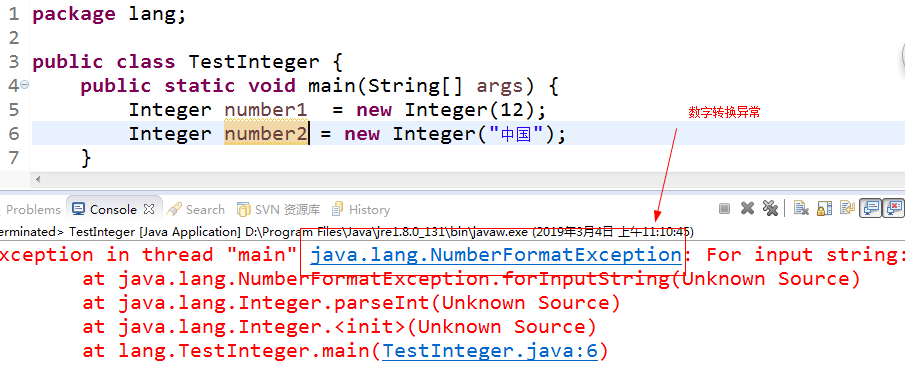 1 package lang;
2
3 public class TestInteger {
4 public static void main(String[] args) {
5 Integer number1  = new Integer(12);
6 Integer number2 = new Integer("中国");
7 }
数字转换异常
Problems Console Search SVN 资源库 History
terminated> TestInteger [Java Application] D:\Program Files\Java\jre1.8.0_131\bin\javaw.exe (2019年3月4日 上午11:10:45)
xception in thread "main" java.lang.NumberFormatException: For input string:
at java.lang.NumberFormatException.forInputString(Unknown Source)
at java.lang.Integer.parseInt(Unknown Source)
at java.lang.Integer.<init>(Unknown Source)
at lang.TestInteger.main(TestInteger.java:6)